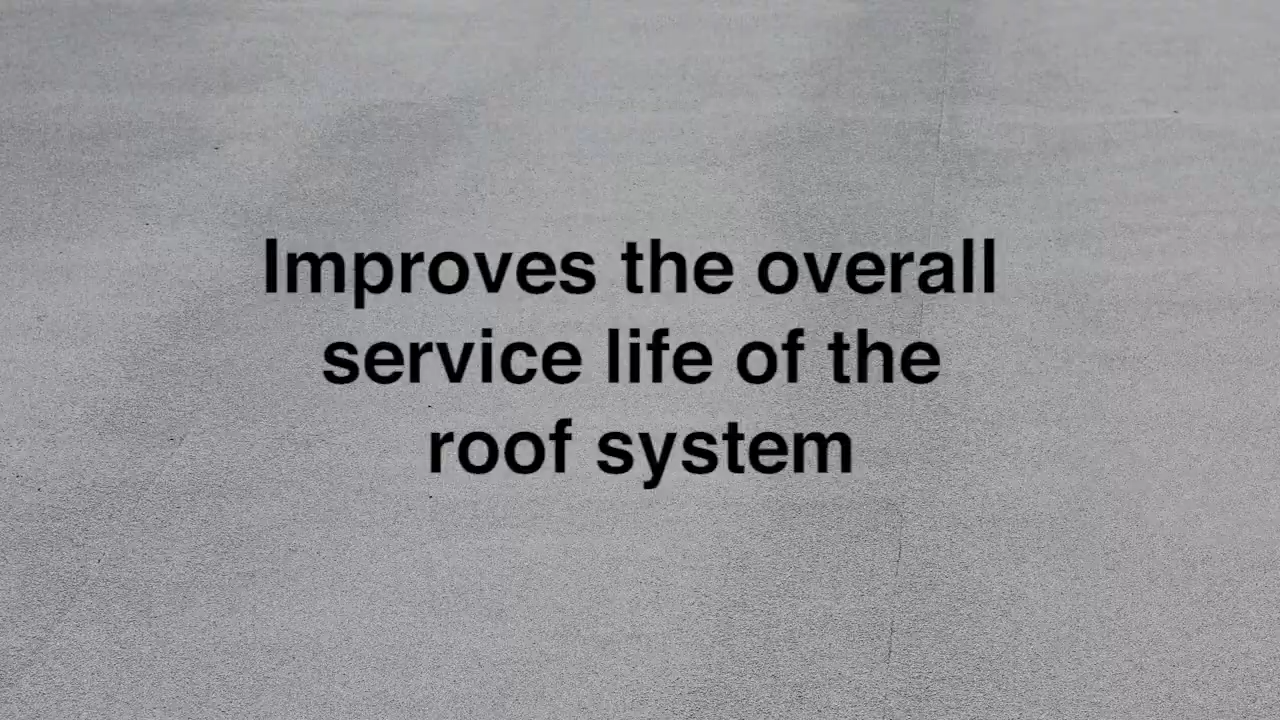 Improves the overall
service life of the
roof system